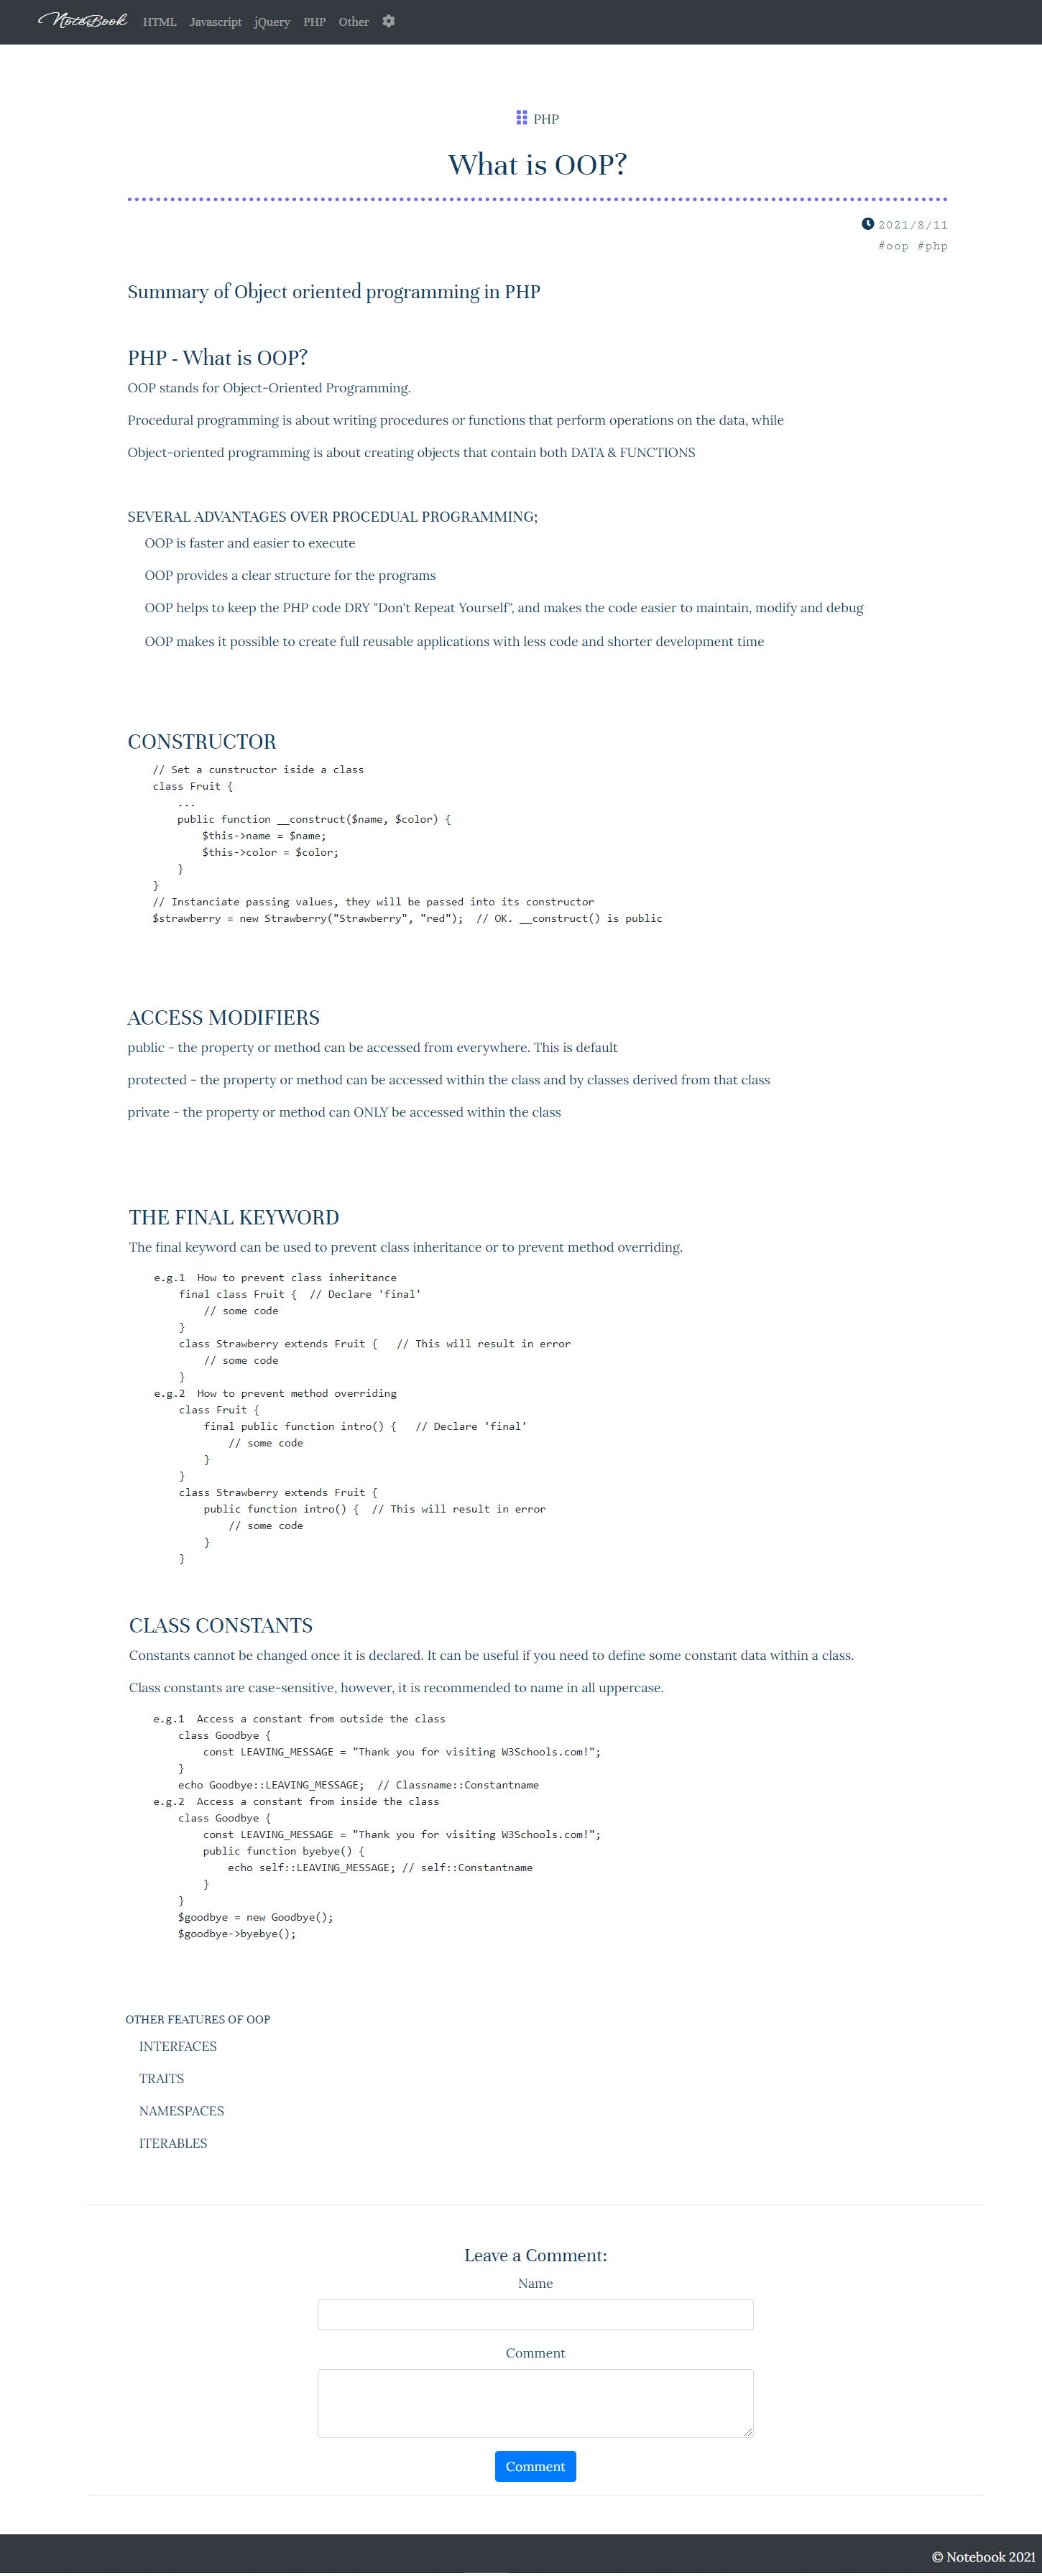 NoteBook HTML Javascript jQuery PHP Other
PHP
What is OOP?
2021/8/11
#oop #php
Summary of Object oriented programming in PHP
PHP - What is OOP?
OOP stands for Object-Oriented Programming.
Procedural programming is about writing procedures or functions that perform operations on the data, while
Object-oriented programming is about creating objects that contain both DATA & FUNCTIONS
SEVERAL ADVANTAGES OVER PROCEDUAL PROGRAMMING;
OOP is faster and easier to execute
OOP provides a clear structure for the programs
OOP helps to keep the PHP code DRY "Don't Repeat Yourself", and makes the code easier to maintain, modify and debug
OOP makes it possible to create full reusable applications with less code and shorter development time
CONSTRUCTOR
// Set a cunstructor iside a class
class Fruit {
...
public function __construct($name, $color) {
$this->name = $name;
$this->color = $color;
}
}
// Instanciate passing values, they will be passed into its constructor
$strawberry = new Strawberry("Strawberry", "red");  // OK. __construct() is public
ACCESS MODIFIERS
public - the property or method can be accessed from everywhere. This is default
protected - the property or method can be accessed within the class and by classes derived from that class
private - the property or method can ONLY be accessed within the class
THE FINAL KEYWORD
The final keyword can be used to prevent class inheritance or to prevent method overriding.
e.g.1  How to prevent class inheritance
final class Fruit {  // Declare 'final'
// some code
}
class Strawberry extends Fruit {   // This will result in error
// some code
}
e.g.2  How to prevent method overriding
class Fruit {
final public function intro() {   // Declare 'final'
// some code
}
}
class Strawberry extends Fruit {
public function intro() {  // This will result in error
// some code
}
}
CLASS CONSTANTS
Constants cannot be changed once it is declared. It can be useful if you need to define some constant data within a class.
Class constants are case-sensitive, however, it is recommended to name in all uppercase.
e.g.1  Access a constant from outside the class
class Goodbye {
const LEAVING_MESSAGE = "Thank you for visiting W3Schools.com!";
}
echo Goodbye::LEAVING_MESSAGE;  // Classname::Constantname
e.g.2  Access a constant from inside the class
class Goodbye {
const LEAVING_MESSAGE = "Thank you for visiting W3Schools.com!";
public function byebye() {
echo self::LEAVING_MESSAGE; // self::Constantname
}
}
$goodbye = new Goodbye();
$goodbye->byebye();
OTHER FEATURES OF OOP
INTERFACES
TRAITS
NAMESPACES
ITERABLES
Leave a Comment:
Name
Comment
Comment
© Notebook 2021